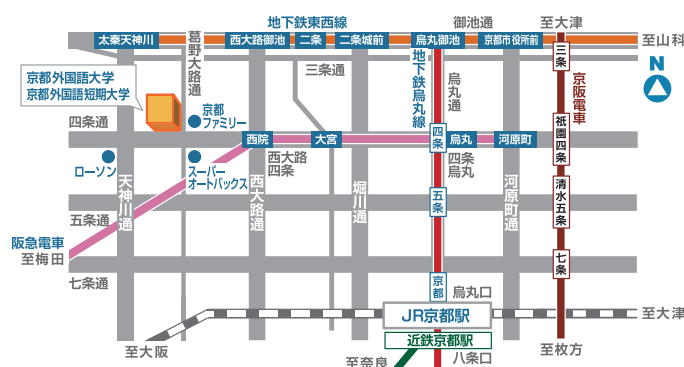 地下鉄東西線
御池通
至大津
太秦天神川
葛野大路通
西大路御池
二条
二条城前
烏丸御池
京都市役所前
至山科
三条
三条通
地下鉄烏丸線
烏丸通
京阪電車
N
京都外国語大学
京都外国語短期大学
京都
ファミリー
四条通
西院
大宮
四条
烏丸
河原町
祇園四条
ローソン
スーパー
オートバックス
西大路
四条
四条
烏丸
天神川通
西大路通
堀川通
河原町通
五条
清水五条
五条通
阪急電車
至梅田
七条
七条通
京都
烏丸口
JR京都駅
至大津
近鉄京都駅
至大阪
至奈良
八条口
至枚方